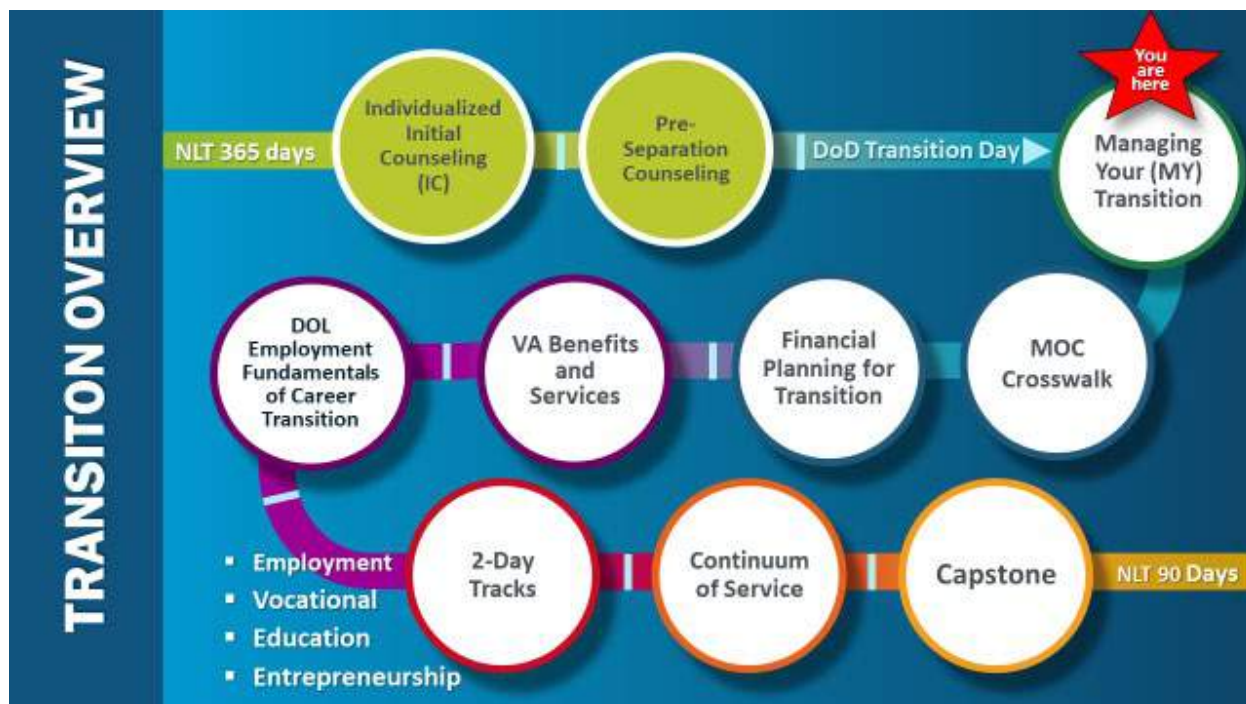 TRANSITON OVERVIEW
NLT 365 days
Individualized
Initial
Counseling
(IC)
Pre-
Separation
Counseling
DoD Transition Day
You
are
here
Managing
Your (MY)
Transition
MOC
Crosswalk
Financial
Planning for
Transition
VA Benefits
and
Services
DOL
Employment
Fundamentals
of Career
Transition
▪ Employment
▪ Vocational
▪ Education
▪ Entrepreneurship
2-Day
Tracks
Continuum
of Service
Capstone
NLT 90 Days